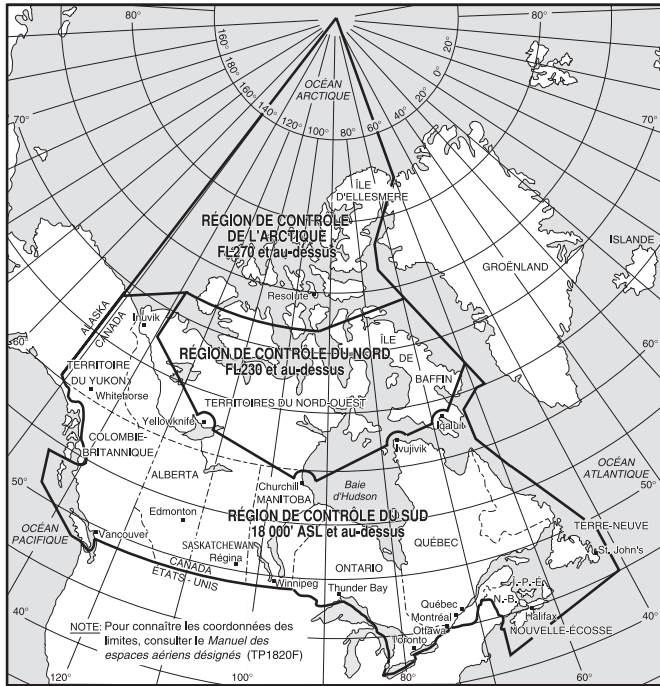 80°
160°
20°
80°
160°
180°
160°
140°
120°
100°
80°
60°
40°
20°
0°
OCÉAN
ARCTIQUE
70°
70°
ÎLE
D'ELLESMERE
RÉGION DE CONTRÔLE
DE L'ARCTIQUE
FL270 et au-dessus
ISLANDE
GROËNLAND
Resolute
ALASKA
CANADA
Inuvik
60°
60°
RÉGION DE CONTRÔLE DU NORD
FL230 et au-dessus
ÎLE
DE
BAFFIN
TERRITOIRE
DU YUKON
Whitehorse
TERRITOIRES DU NORD-OUEST
Yellowknife
Iqaluit
Ivujivik
COLOMBIE-
BRITANNIQUE
ALBERTA
Churchill
MANITOBA
Baie
d'Hudson
OCÉAN
ATLANTIQUE
50°
50°
Edmonton
RÉGION DE CONTRÔLE DU SUD
18 000' ASL et au-dessus
OCÉAN
PACIFIQUE
Vancouver
SASKATCHEWAN
Régina
QUÉBEC
TERRE-NEUVE
St. John's
CANADA
ÉTATS - UNIS
Winnipeg
ONTARIO
Thunder Bay
Î.-P.-É.
N.-B.
Québec
Montréal
Ottawa
Toronto
Halifax
NOUVELLE-ÉCOSSE
40°
40°
NOTE: Pour connaître les coordonnées des
limites, consulter le Manuel des
espaces aériens désignés (TP1820F)
120°
100°
80°
60°